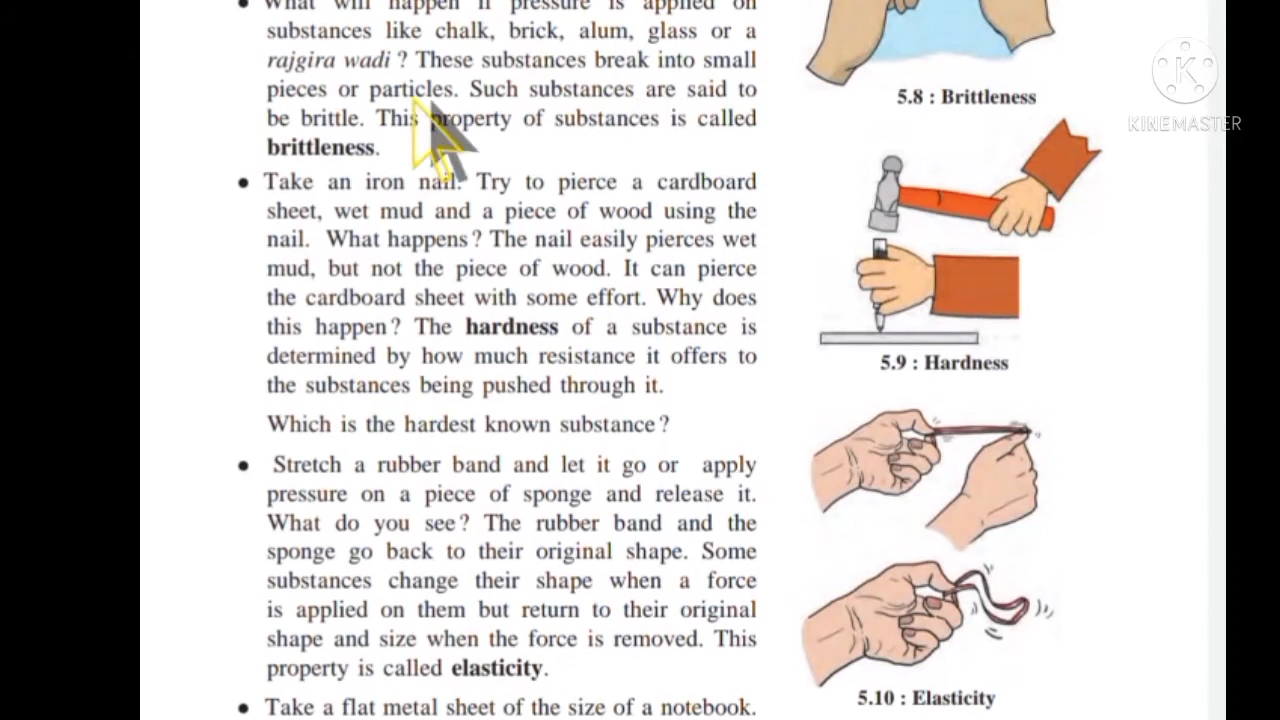 • What will happen if pressure is applied on
substances like chalk, brick, alum, glass or a
rajgira wadi ? These substances break into small
pieces or particles. Such substances are said to
be brittle. This property of substances is called
brittleness.
• Take an iron nail. Try to pierce a cardboard
sheet, wet mud and a piece of wood using the
nail. What happens ? The nail easily pierces wet
mud, but not the piece of wood. It can pierce
the cardboard sheet with some effort. Why does
this happen ? The hardness of a substance is
determined by how much resistance it offers to
the substances being pushed through it.
Which is the hardest known substance ?
• Stretch a rubber band and let it go or apply
pressure on a piece of sponge and release it.
What do you see ? The rubber band and the
sponge go back to their original shape. Some
substances change their shape when a force
is applied on them but return to their original
shape and size when the force is removed. This
property is called elasticity.
• Take a flat metal sheet of the size of a notebook.
5.8 : Brittleness
5.9 : Hardness
5.10 : Elasticity
K
KINEMASTER